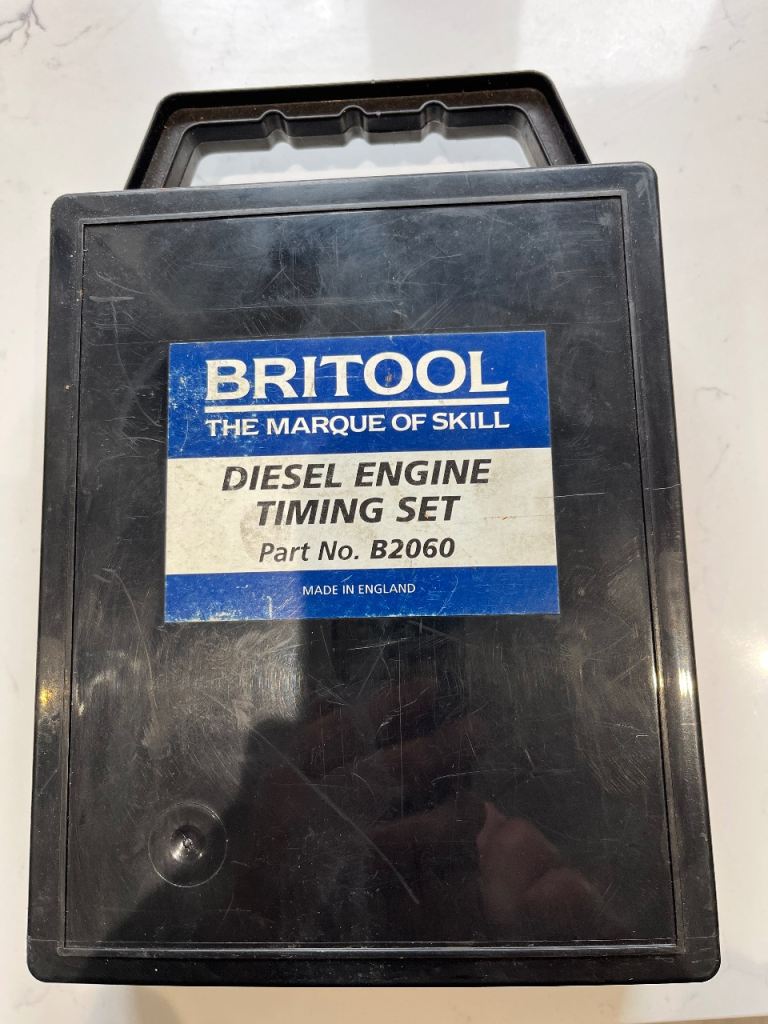 BRITOOL
THE MARQUE OF SKILL
DIESEL ENGINE
TIMING SET
Part No. B2060
MADE IN ENGLAND